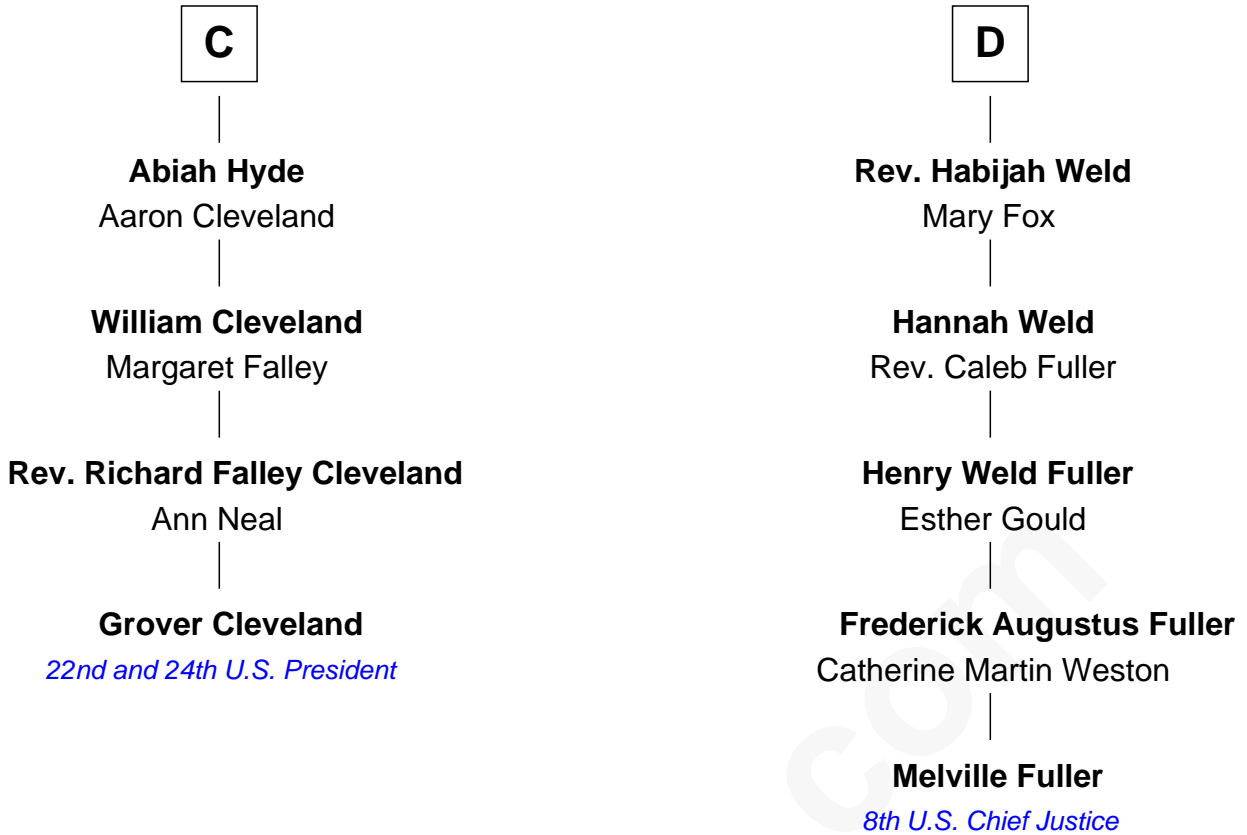 C
Abiah Hyde
Aaron Cleveland
William Cleveland
Margaret Falley
Rev. Richard Falley Cleveland
Ann Neal
Grover Cleveland
22nd and 24th U.S. President
D
Rev. Habijah Weld
Mary Fox
Hannah Weld
Rev. Caleb Fuller
Henry Weld Fuller
Esther Gould
Frederick Augustus Fuller
Catherine Martin Weston
Melville Fuller
8th U.S. Chief Justice
com